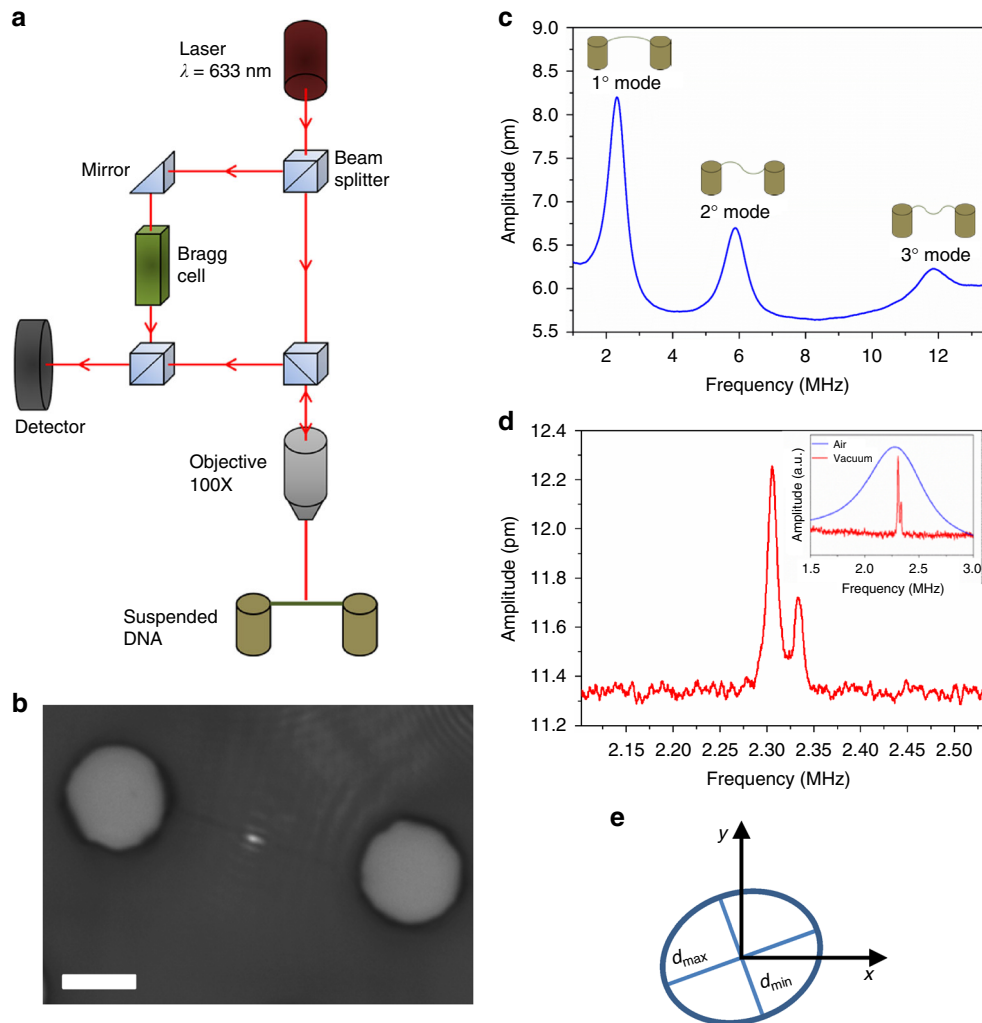 a
Laser
λ = 633 nm
Mirror
Beam
splitter
Bragg
cell
Detector
Objective
100X
Suspended
DNA
b
c
9.0
8.5
8.0
7.5
7.0
6.5
6.0
5.5
Amplitude (pm)
1° mode
2° mode
3° mode
2
4
6
8
10
12
Frequency (MHz)
d
12.4
12.2
12.0
11.8
11.6
11.4
11.2
Amplitude (pm)
2.15
2.20
2.25
2.30
2.35
2.40
2.45
2.50
Frequency (MHz)
Air
Vacuum
Amplitude (a.u.)
1.5
2.0
2.5
3.0
Frequency (MHz)
e
y
x
dmax
dmin